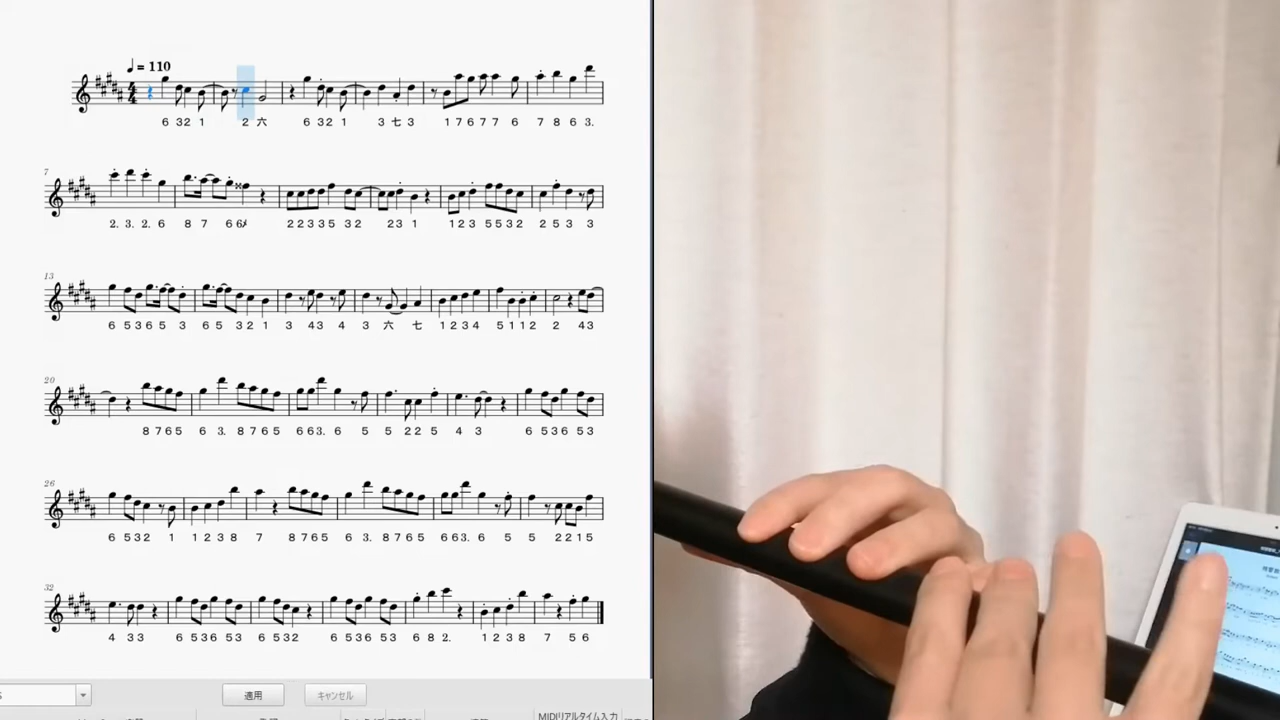 ♩ = 110
4
4
6 3 2 1 2 六 6 3 2 1 3 七 3 1 7 6 7 7 6 7 8 6 3.
7
2. 3. 2. 6 8 7 6 6 2 2 3 3 5 3 2 2 3 1 1 2 3 5 5 3 2 2 5 3 3
13
6 5 3 6 5 3 6 5 3 2 1 3 4 3 4 3 六 七 1 2 3 4 5 1 1 2 2 4 3
20
8 7 6 5 6 3. 8 7 6 5 6 6 3. 6 5 5 2 2 5 4 3 6 5 3 6 5 3
26
6 5 3 2 1 1 2 3 8 7 8 7 6 5 6 3. 8 7 6 5 6 6 3. 6 5 5 2 2 1 5
32
4 3 3 6 5 3 6 5 3 6 5 3 2 6 5 3 6 5 3 6 8 2. 1 2 3 8 7 5 6
適用 キャンセル
MIDIリアルタイム入力